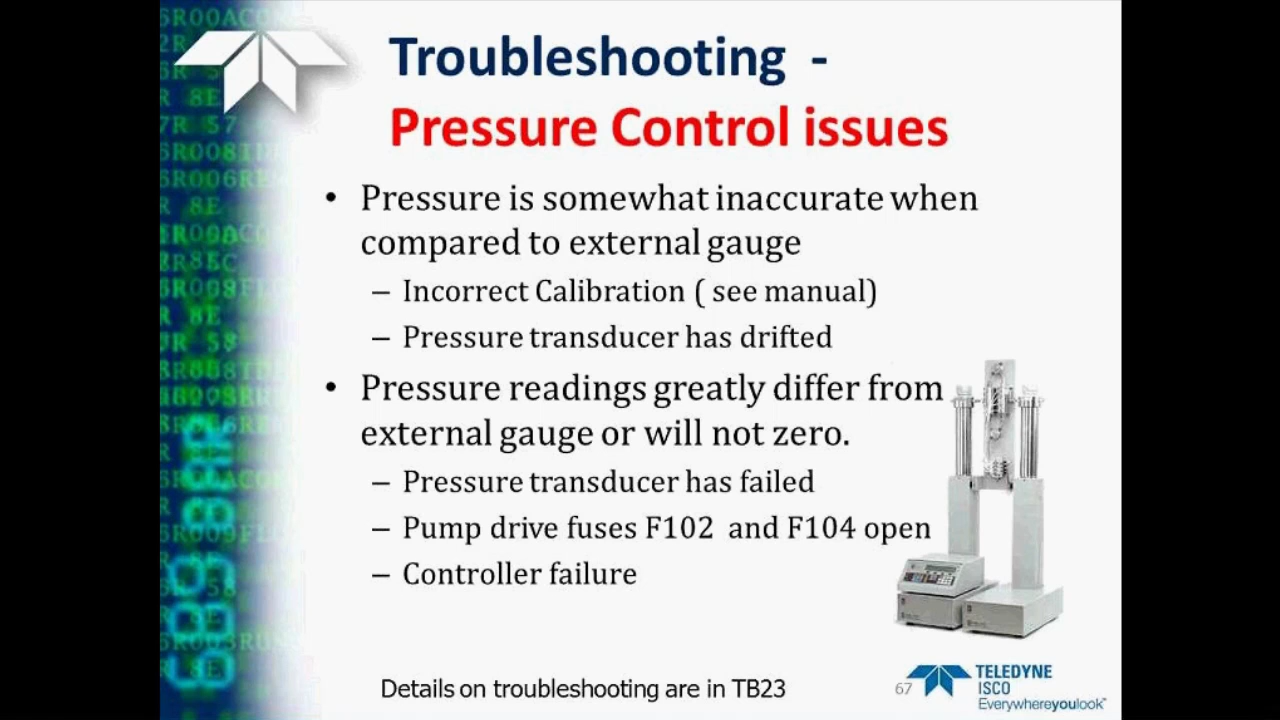 Troubleshooting -
Pressure Control issues
• Pressure is somewhat inaccurate when
compared to external gauge
– Incorrect Calibration ( see manual)
– Pressure transducer has drifted
• Pressure readings greatly differ from
external gauge or will not zero.
– Pressure transducer has failed
– Pump drive fuses F102 and F104 open
– Controller failure
Details on troubleshooting are in TB23
67
TELEDYNE
ISCO
Everywhereyoulook™